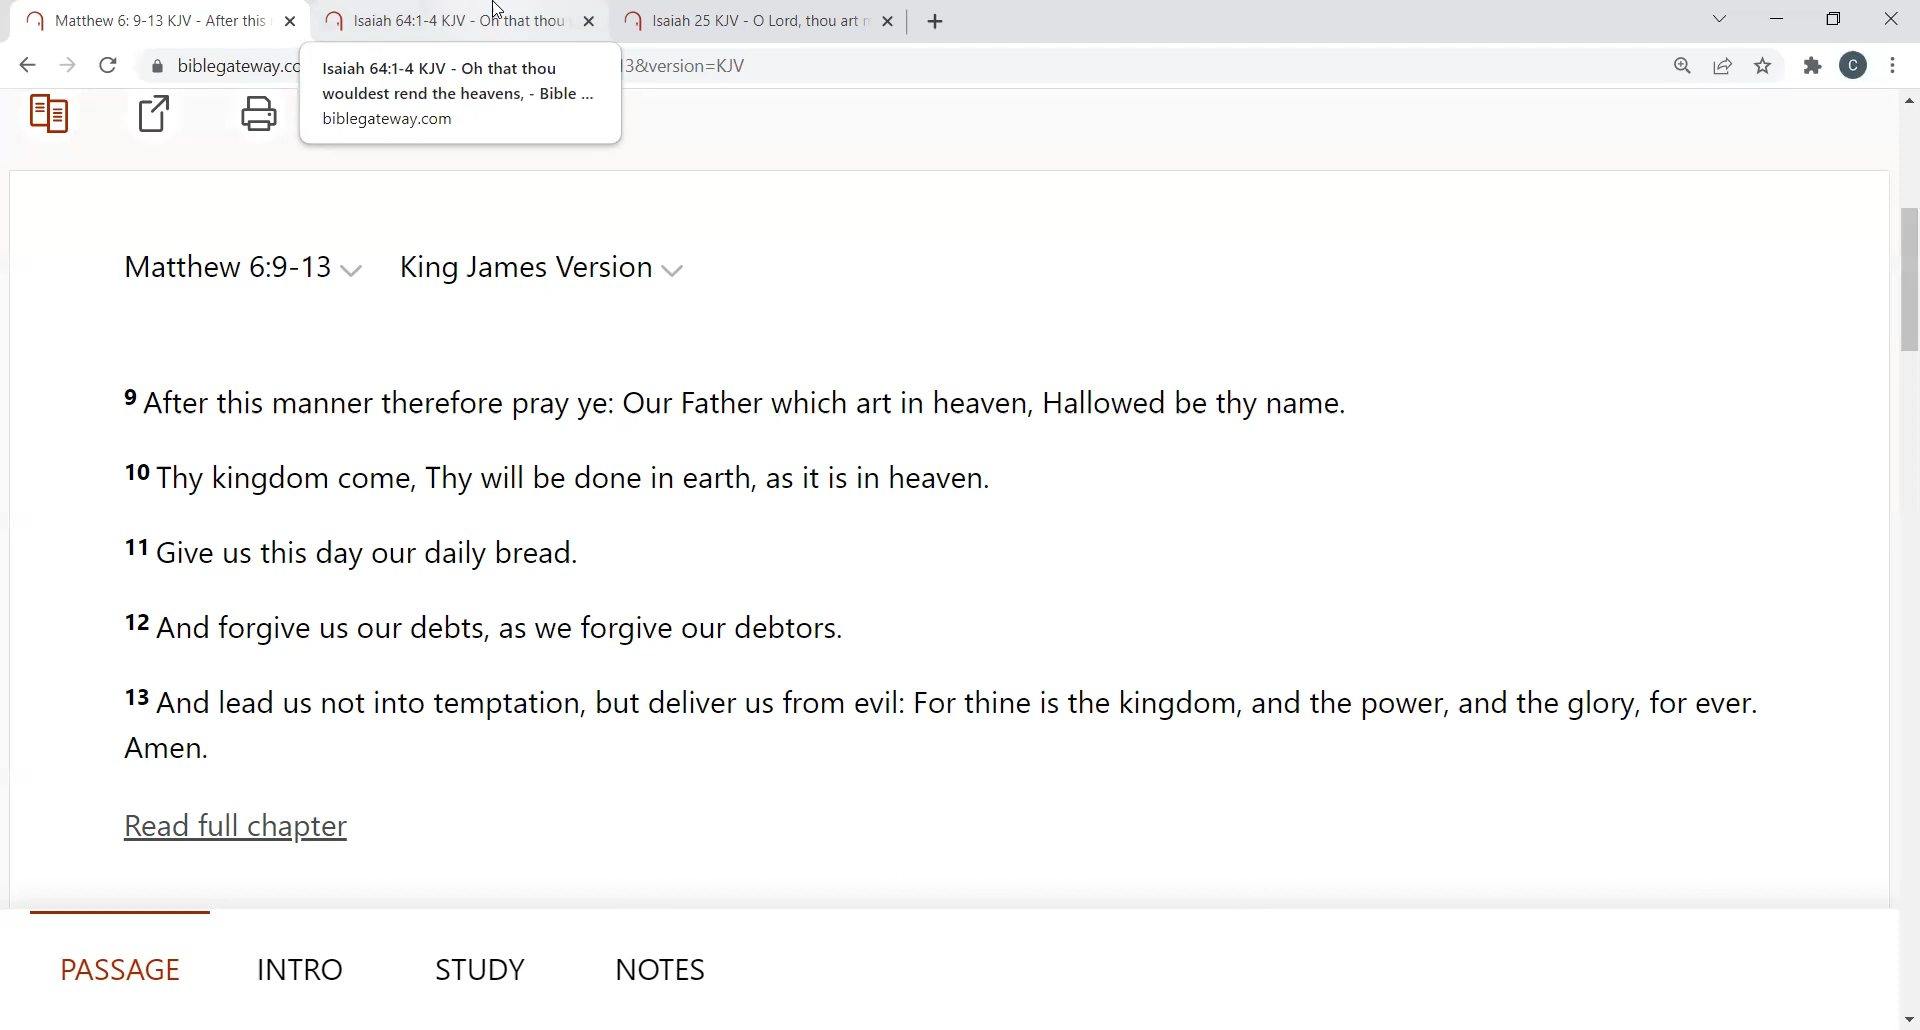 Matthew 6: 9-13 KJV - After this
Isaiah 64:1-4 KJV - Oh that thou
Isaiah 25 KJV - O Lord, thou art m
biblegateway.co
13&version=KJV
C
Isaiah 64:1-4 KJV - Oh that thou
wouldest rend the heavens, - Bible ...
biblegateway.com
Matthew 6:9-13 King James Version
9 After this manner therefore pray ye: Our Father which art in heaven, Hallowed be thy name.
10 Thy kingdom come, Thy will be done in earth, as it is in heaven.
11 Give us this day our daily bread.
12 And forgive us our debts, as we forgive our debtors.
13 And lead us not into temptation, but deliver us from evil: For thine is the kingdom, and the power, and the glory, for ever.
Amen.
Read full chapter
PASSAGE INTRO STUDY NOTES